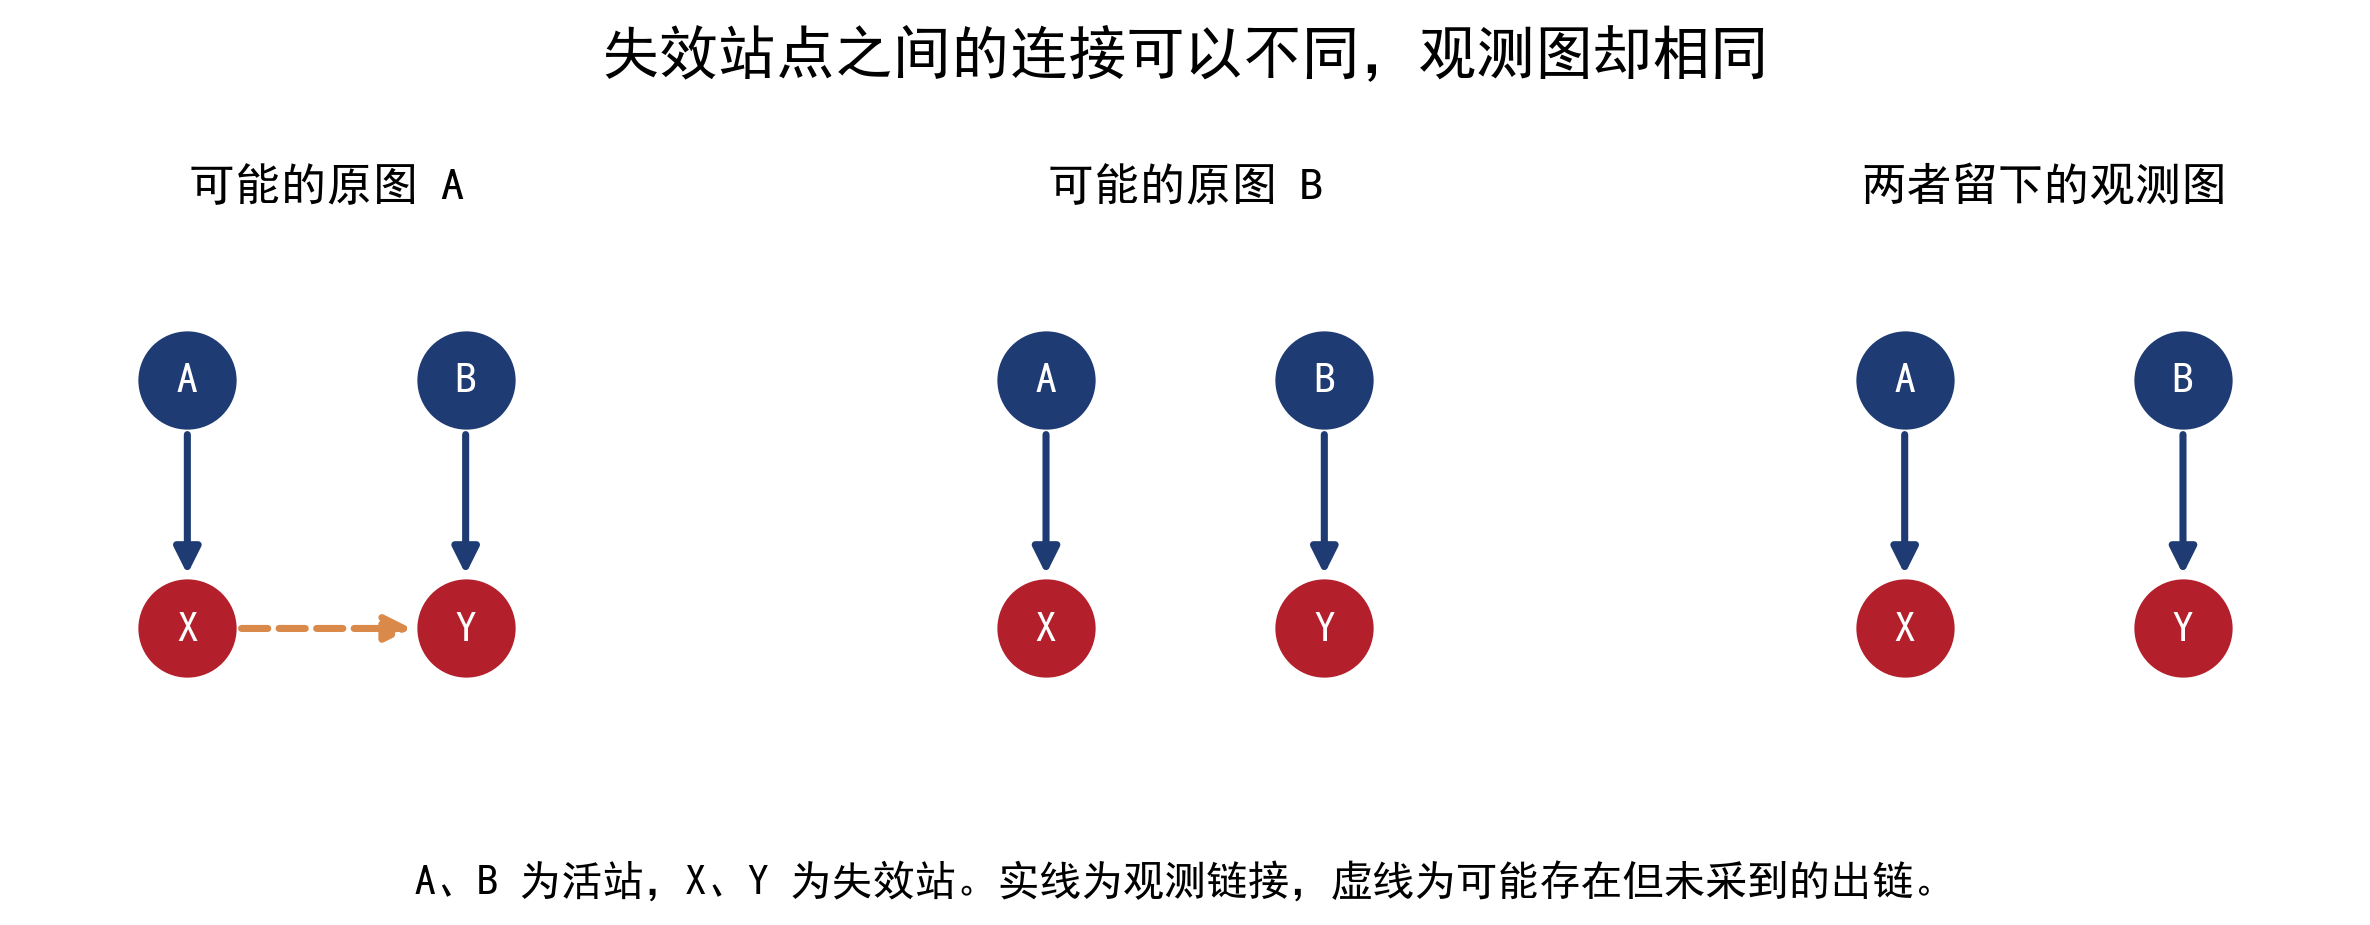 失效站点之间的连接可以不同，观测图却相同
可能的原图 A
可能的原图 B
两者留下的观测图
A B
A B
A B
X Y
X Y
X Y
A、B 为活站，X、Y 为失效站。实线为观测链接，虚线为可能存在但未采到的出链。